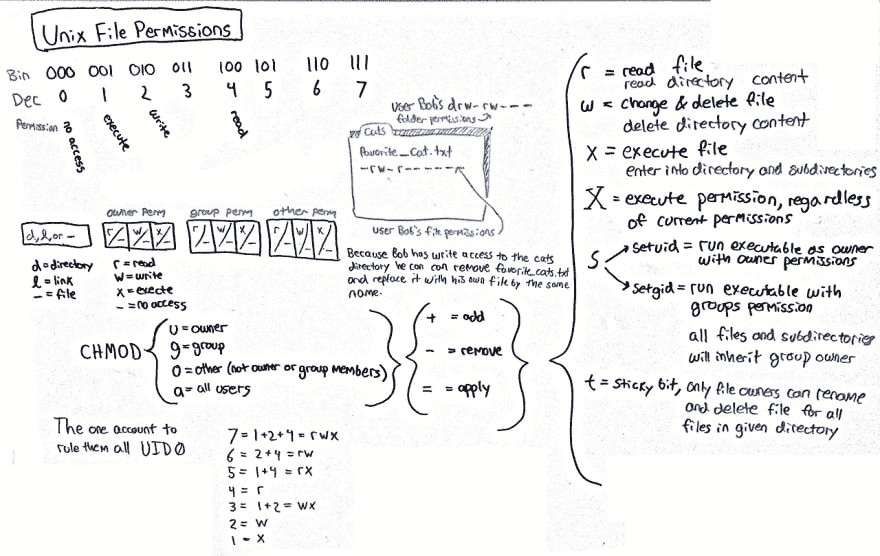 Unix File Permissions
Bin 000 001 010 011 100 101 110 111
Dec 0 1 2 3 4 5 6 7
Permission no access execute write read
User Bob's drw-rw---
folder permissions
Cats
favorite_Cat.txt
-rw-r-----
User Bob's file permissions
Because Bob has write access to the cats
directory he can can remove favorite_cats.txt
and replace it with his own file by the same
name.
owner perm group perm other perm
d,l,or - r/- w/- x/- r/- w/- x/- r/- w/- x/-
d = directory
l = link
- = file
r = read
w = write
x = execte
- = no access
CHMOD
u = owner
g = group
o = other (not owner or group members)
a = all users
+ = add
- = remove
= = apply
The one account to
rule them all UID0
7 = 1+2+4 = rwx
6 = 2+4 = rw
5 = 1+4 = rx
4 = r
3 = 1+2 = wx
2 = w
1 - x
r = read file
read directory content
w = change & delete file
delete directory content
x = execute file
enter into directory and subdirectories
X = execute permission, regardless
of current permissions
S
setuid = run executable as owner
with owner permissions
setgid = run executable with
groups permission
all files and subdirectories
will inherit group owner
t = sticky bit, only file owners can rename
and delete file for all
files in given directory